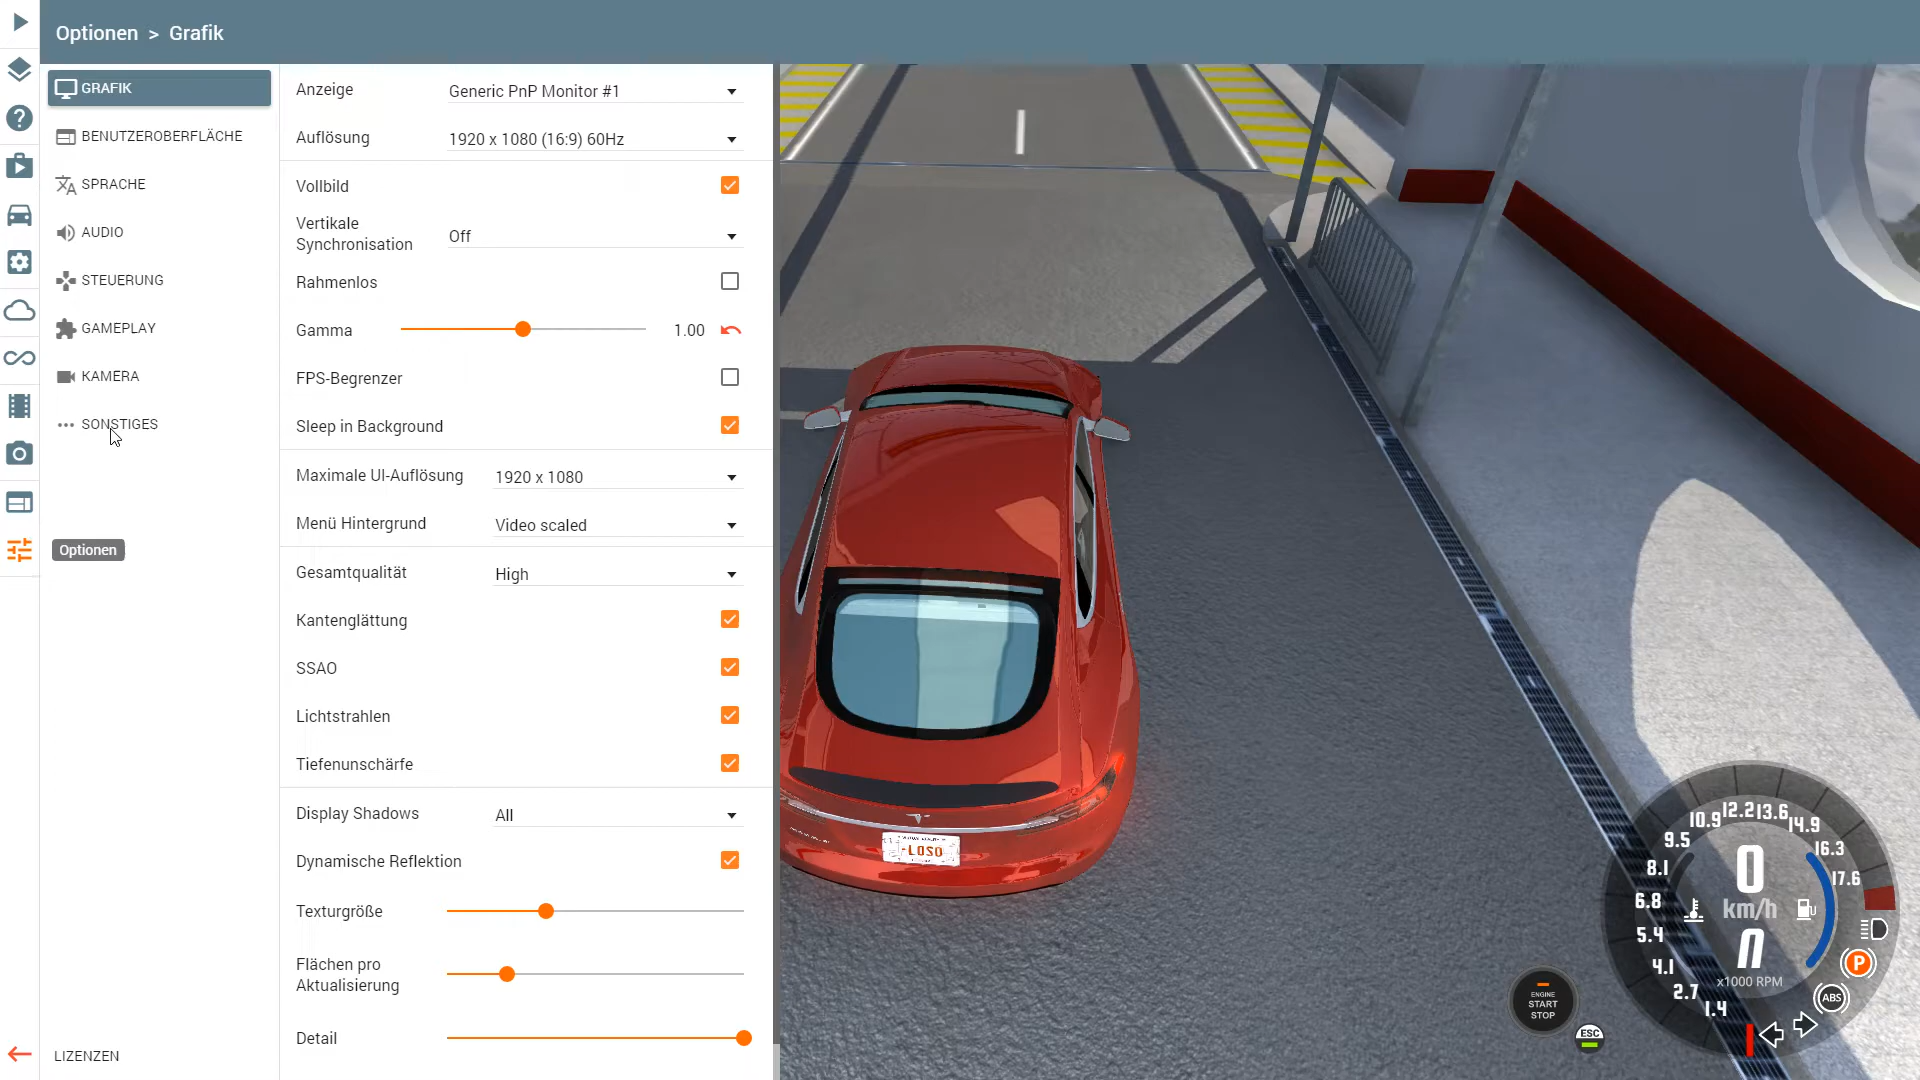 Optionen > Grafik
GRAFIK
BENUTZEROBERFLÄCHE
SPRACHE
AUDIO
STEUERUNG
GAMEPLAY
KAMERA
SONSTIGES
Optionen
LIZENZEN
Anzeige Generic PnP Monitor #1
Auflösung 1920 x 1080 (16:9) 60Hz
Vollbild
Vertikale
Synchronisation Off
Rahmenlos
Gamma 1.00
FPS-Begrenzer
Sleep in Background
Maximale UI-Auflösung 1920 x 1080
Menü Hintergrund Video scaled
Gesamtqualität High
Kantenglättung
SSAO
Lichtstrahlen
Tiefenunschärfe
Display Shadows All
Dynamische Reflektion
Texturgröße
Flächen pro
Aktualisierung
Detail
-LOSO
1.4
2.7
4.1
5.4
6.8
8.1
9.5
10.9
12.2
13.6
14.9
16.3
17.6
0
km/h
n
x1000 RPM
P
ABS
ENGINE
START
STOP
ESC